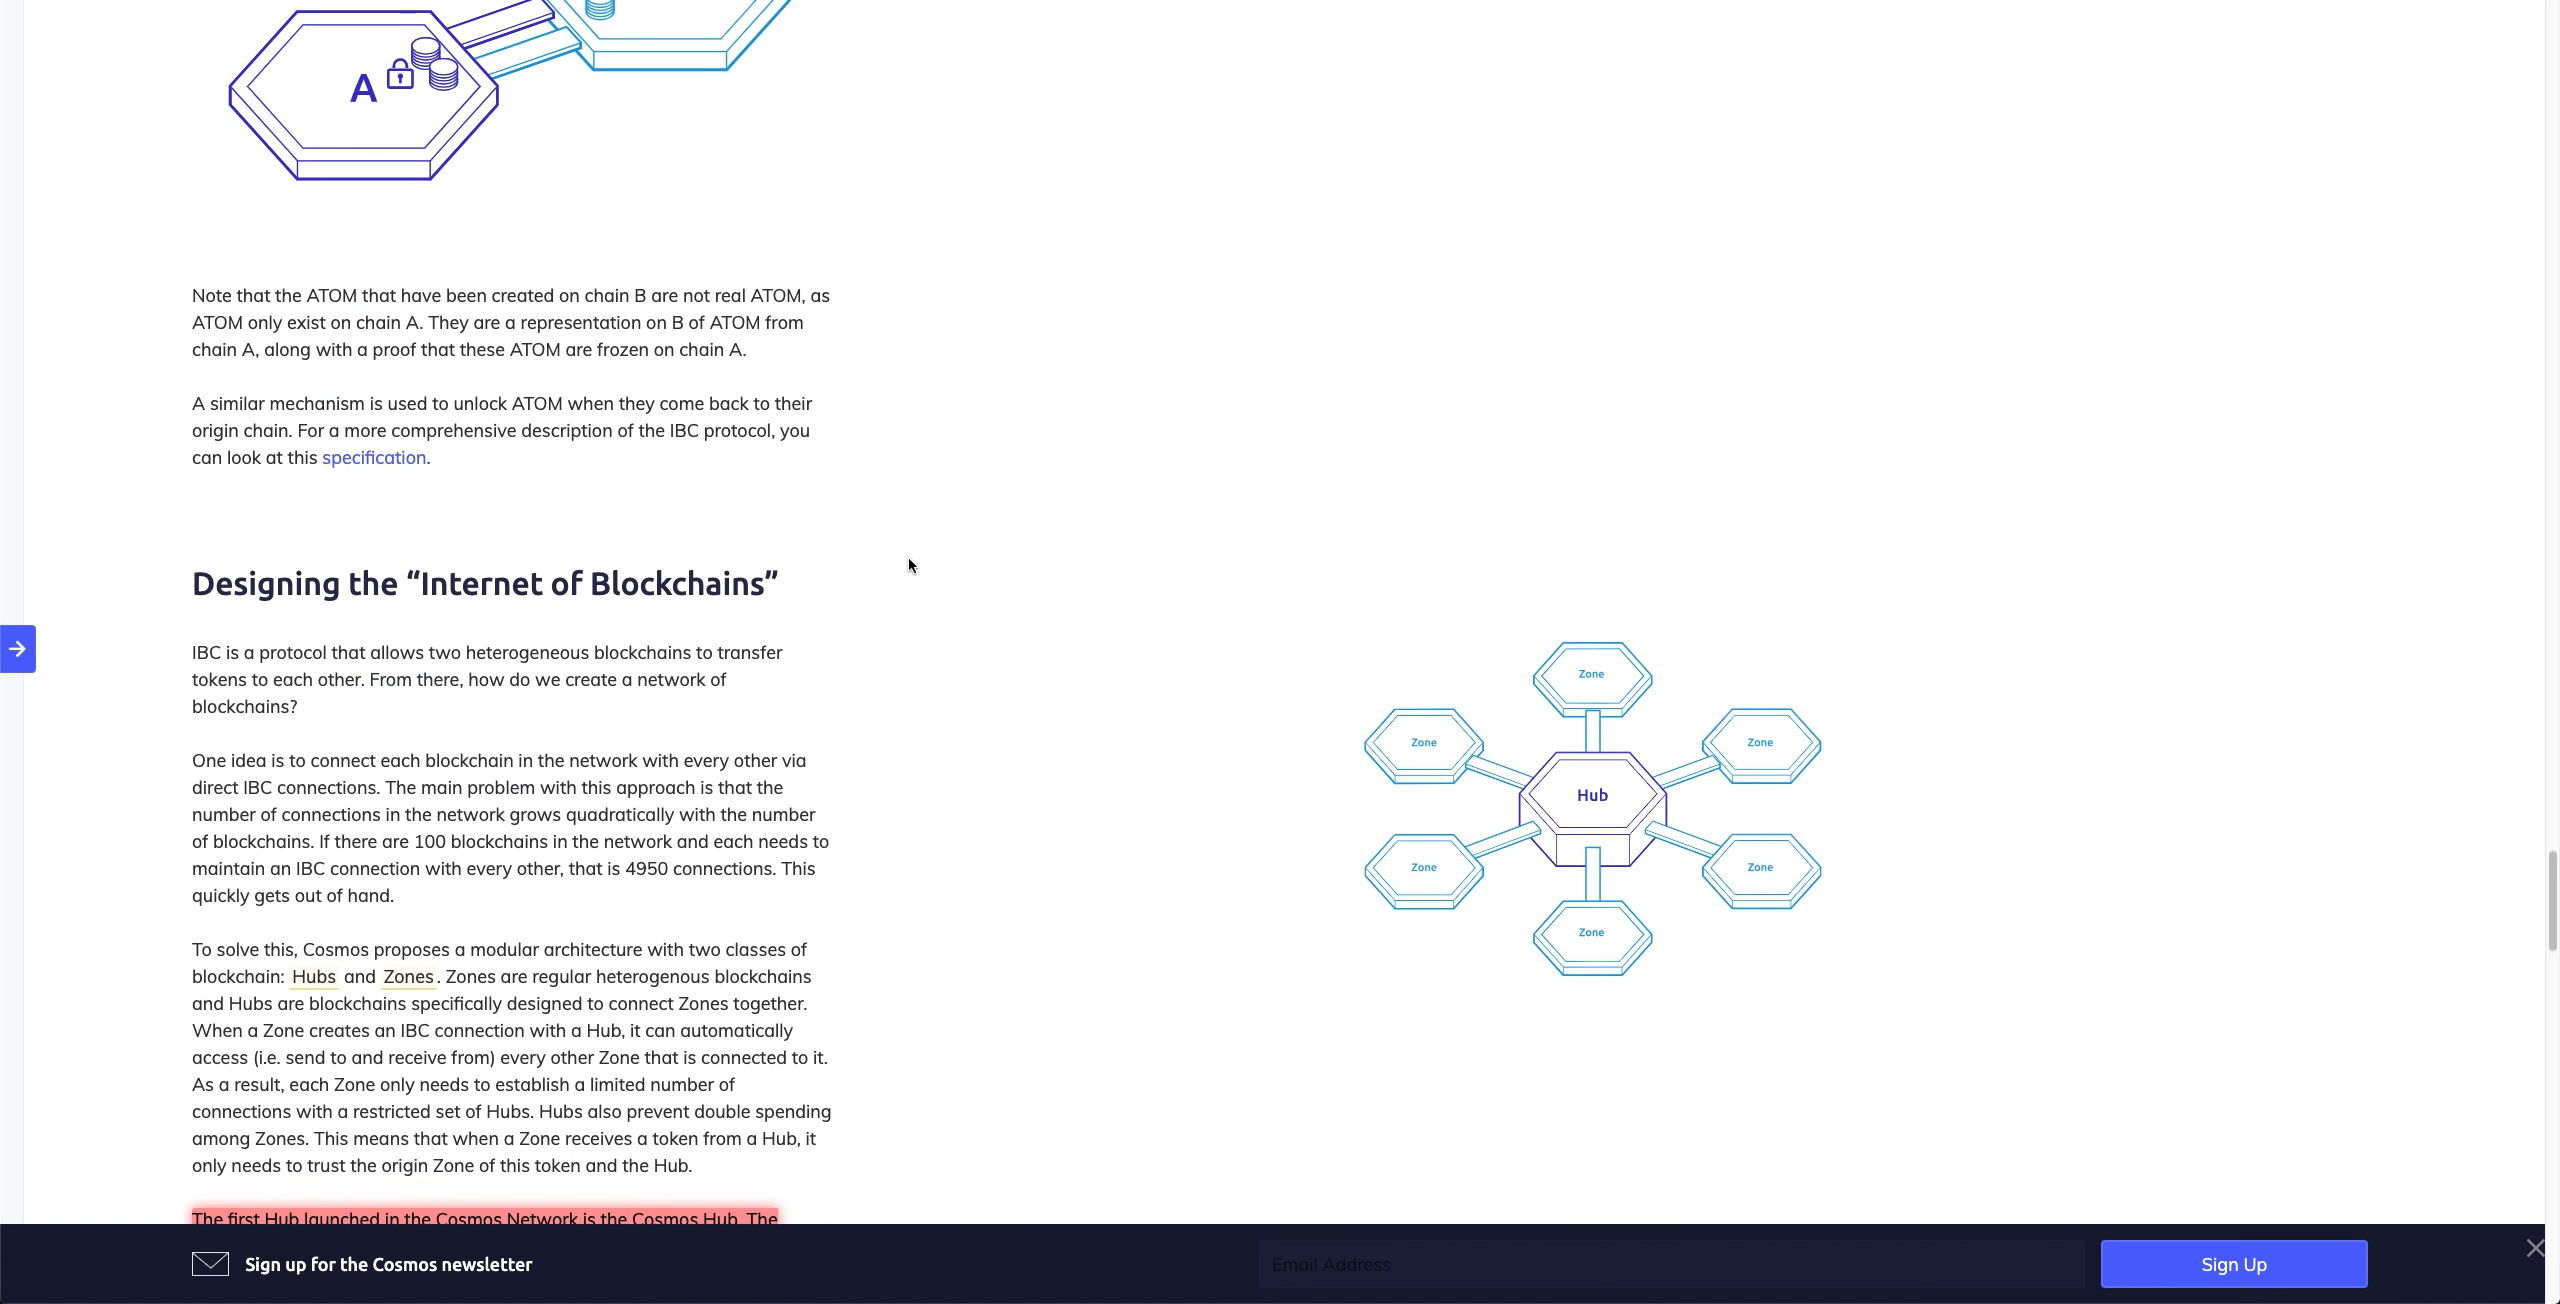 A
Note that the ATOM that have been created on chain B are not real ATOM, as
ATOM only exist on chain A. They are a representation on B of ATOM from
chain A, along with a proof that these ATOM are frozen on chain A.
A similar mechanism is used to unlock ATOM when they come back to their
origin chain. For a more comprehensive description of the IBC protocol, you
can look at this specification.
Designing the “Internet of Blockchains”
IBC is a protocol that allows two heterogeneous blockchains to transfer
tokens to each other. From there, how do we create a network of
blockchains?
One idea is to connect each blockchain in the network with every other via
direct IBC connections. The main problem with this approach is that the
number of connections in the network grows quadratically with the number
of blockchains. If there are 100 blockchains in the network and each needs to
maintain an IBC connection with every other, that is 4950 connections. This
quickly gets out of hand.
To solve this, Cosmos proposes a modular architecture with two classes of
blockchain: Hubs and Zones. Zones are regular heterogenous blockchains
and Hubs are blockchains specifically designed to connect Zones together.
When a Zone creates an IBC connection with a Hub, it can automatically
access (i.e. send to and receive from) every other Zone that is connected to it.
As a result, each Zone only needs to establish a limited number of
connections with a restricted set of Hubs. Hubs also prevent double spending
among Zones. This means that when a Zone receives a token from a Hub, it
only needs to trust the origin Zone of this token and the Hub.
The first Hub launched in the Cosmos Network is the Cosmos Hub. The
Zone
Zone
Zone
Hub
Zone
Zone
Zone
Sign up for the Cosmos newsletter
Email Address
Sign Up